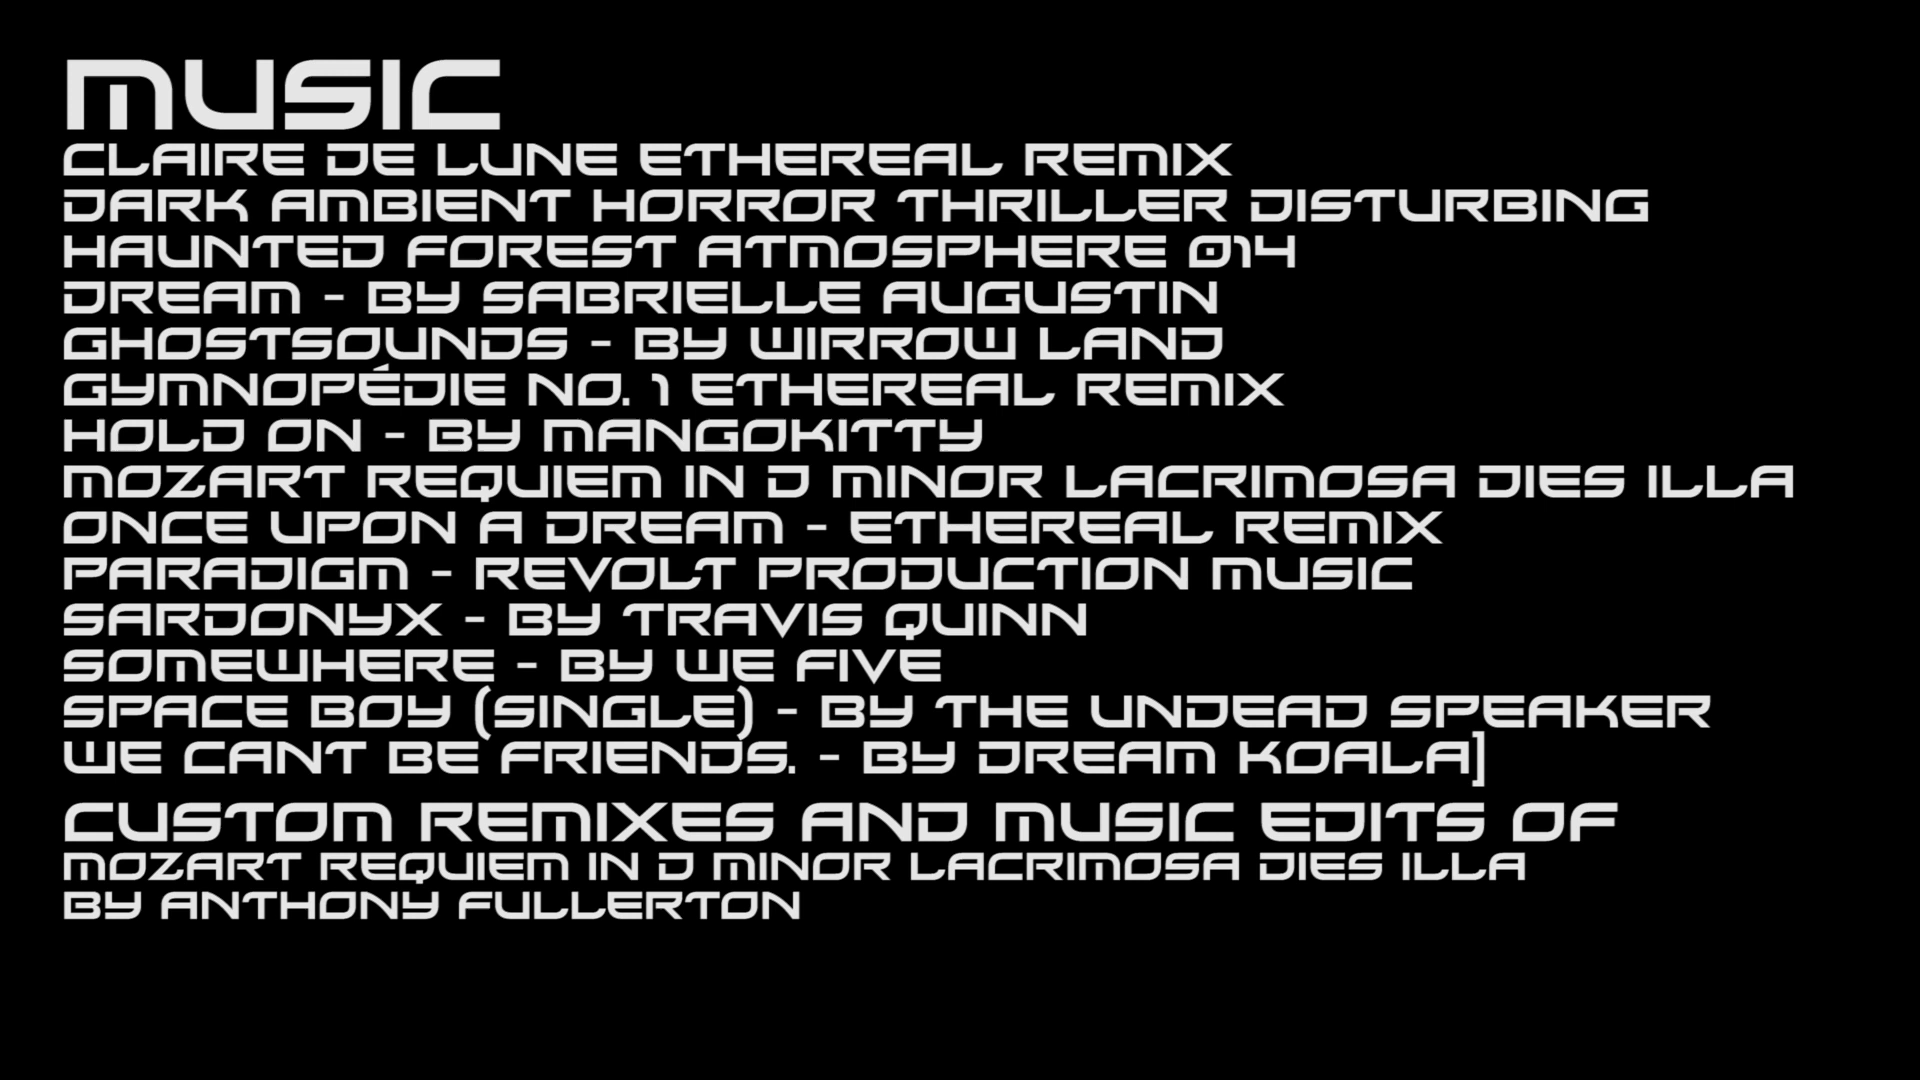 MUSIC
CLAIRE DE LUNE ETHEREAL REMIX
DARK AMBIENT HORROR THRILLER DISTURBING
HAUNTED FOREST ATMOSPHERE 014
DREAM - BY SABRIELLE AUGUSTIN
GHOSTSOUNDS - BY WIRROW LAND
GYMNOPÉDIE NO. 1 ETHEREAL REMIX
HOLD ON - BY MANGOKITTY
MOZART REQUIEM IN D MINOR LACRIMOSA DIES ILLA
ONCE UPON A DREAM - ETHEREAL REMIX
PARADIGM - REVOLT PRODUCTION MUSIC
SARDONYX - BY TRAVIS QUINN
SOMEWHERE - BY WE FIVE
SPACE BOY (SINGLE) - BY THE UNDEAD SPEAKER
WE CANT BE FRIENDS. - BY DREAM KOALA]
CUSTOM REMIXES AND MUSIC EDITS OF
MOZART REQUIEM IN D MINOR LACRIMOSA DIES ILLA
BY ANTHONY FULLERTON